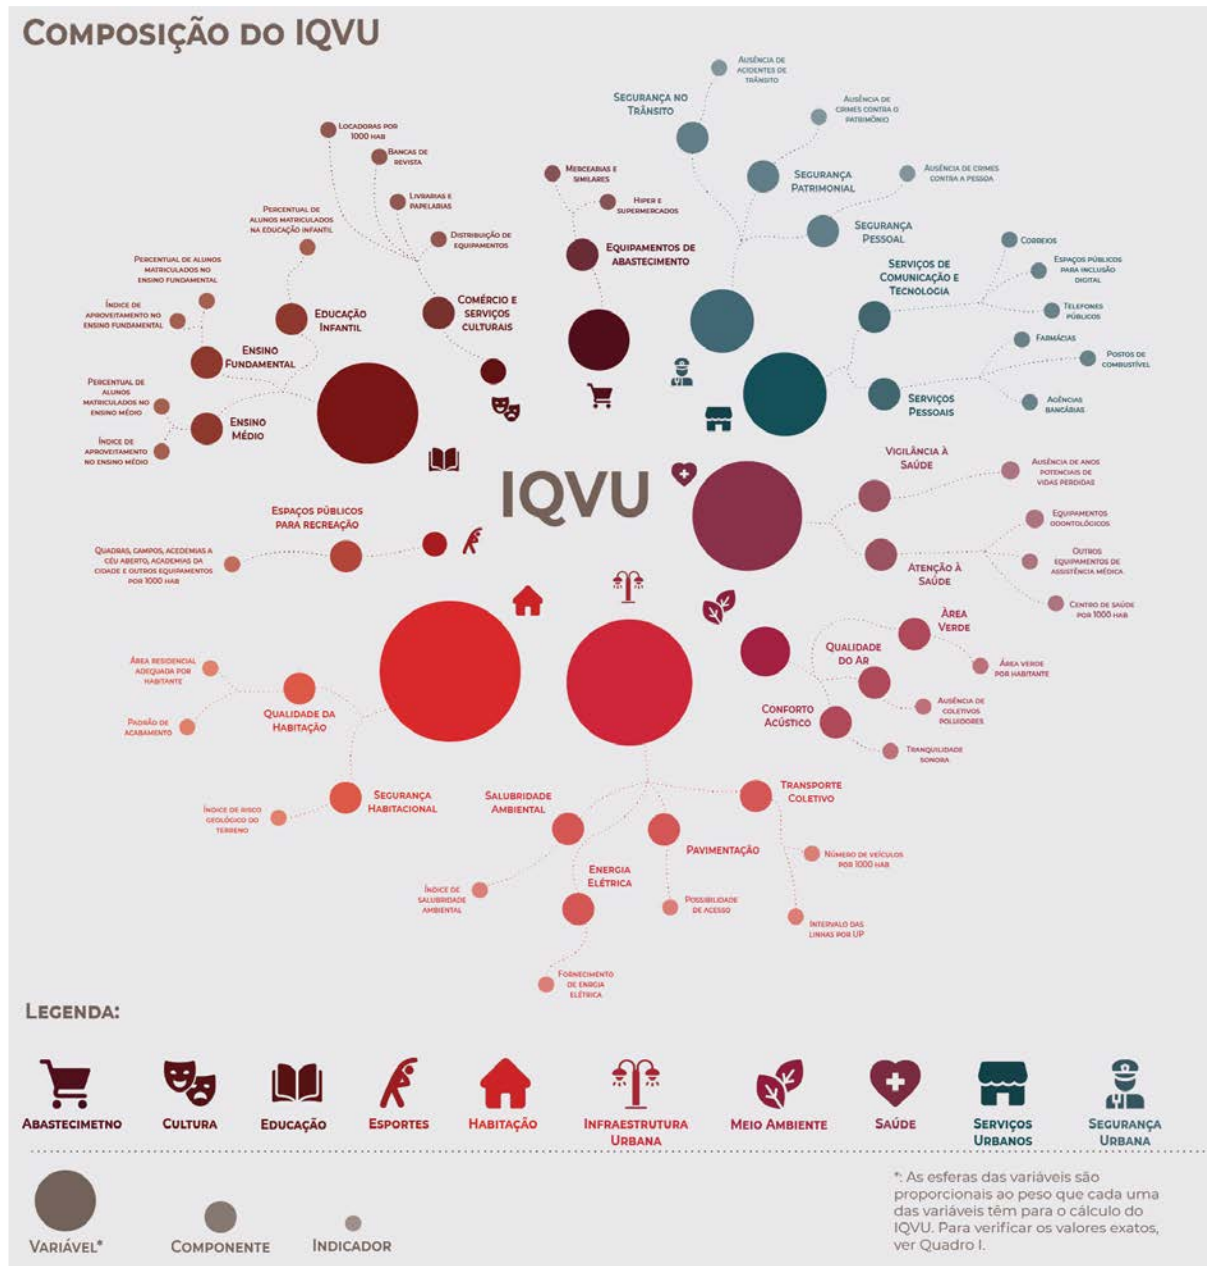 COMPOSIÇÃO DO IQVU
AUSÊNCIA DE
ACIDENTES DE
TRÂNSITO
SEGURANÇA NO
TRÂNSITO
AUSÊNCIA DE
CRIMES CONTRA O
PATRIMÔNIO
SEGURANÇA
PATRIMONIAL
AUSÊNCIA DE CRIMES
CONTRA A PESSOA
SEGURANÇA
PESSOAL
LOCADORAS POR
1000 HAB
BANCAS DE
REVISTA
LIVRARIAS E
PAPELARIAS
DISTRIBUIÇÃO DE
EQUIPAMENTOS
COMÉRCIO E
SERVIÇOS
CULTURAIS
MERCEARIAS E
SIMILARES
HIPER E
SUPERMERCADOS
EQUIPAMENTOS DE
ABASTECIMENTO
PERCENTUAL DE
ALUNOS MATRICULADOS
NA EDUCAÇÃO INFANTIL
EDUCAÇÃO
INFANTIL
PERCENTUAL DE ALUNOS
MATRICULADOS NO
ENSINO FUNDAMENTAL
ÍNDICE DE
APROVEITAMENTO NO
ENSINO FUNDAMENTAL
ENSINO
FUNDAMENTAL
PERCENTUAL DE
ALUNOS
MATRICULADOS NO
ENSINO MÉDIO
ÍNDICE DE
APROVEITAMENTO
NO ENSINO MÉDIO
ENSINO
MÉDIO
SERVIÇOS DE
COMUNICAÇÃO E
TECNOLOGIA
CORREIOS
ESPAÇOS PÚBLICOS
PARA INCLUSÃO
DIGITAL
TELEFONES
PÚBLICOS
FARMÁCIAS
POSTOS DE
COMBUSTÍVEL
AGÊNCIAS
BANCÁRIAS
SERVIÇOS
PESSOAIS
IQVU
VIGILÂNCIA À
SAÚDE
AUSÊNCIA DE ANOS
POTENCIAIS DE
VIDAS PERDIDAS
EQUIPAMENTOS
ODONTOLÓGICOS
OUTROS
EQUIPAMENTOS DE
ASSISTÊNCIA MÉDICA
CENTRO DE SAÚDE
POR 1000 HAB
ATENÇÃO À
SAÚDE
ESPAÇOS PÚBLICOS
PARA RECREAÇÃO
QUADRAS, CAMPOS, ACEDEMIAS A
CÉU ABERTO, ACADEMIAS DA
CIDADE E OUTROS EQUIPAMENTOS
POR 1000 HAB
ÀREA
VERDE
ÁREA VERDE
POR HABITANTE
QUALIDADE
DO AR
AUSÊNCIA DE
COLETIVOS
POLUIDORES
CONFORTO
ACÚSTICO
TRANQUILIDADE
SONORA
ÁREA RESIDENCIAL
ADEQUADA POR
HABITANTE
PADRÃO DE
ACABAMENTO
QUALIDADE DA
HABITAÇÃO
SEGURANÇA
HABITACIONAL
ÍNDICE DE RISCO
GEOLÓGICO DO
TERRENO
SALUBRIDADE
AMBIENTAL
ÍNDICE DE
SALUBRIDADE
AMBIENTAL
ENERGIA
ELÉTRICA
FORNECIMENTO
DE ENRGIA
ELÉTRICA
PAVIMENTAÇÃO
POSSIBILIDADE
DE ACESSO
TRANSPORTE
COLETIVO
NÚMERO DE VEÍCULOS
POR 1000 HAB
INTERVALO DAS
LINHAS POR UP
LEGENDA:
ABASTECIMETNO
CULTURA
EDUCAÇÃO
ESPORTES
HABITAÇÃO
INFRAESTRUTURA
URBANA
MEIO AMBIENTE
SAÚDE
SERVIÇOS
URBANOS
SEGURANÇA
URBANA
VARIÁVEL*
COMPONENTE
INDICADOR
*: As esferas das variáveis são
proporcionais ao peso que cada uma
das variáveis têm para o cálculo do
IQVU. Para verificar os valores exatos,
ver Quadro I.